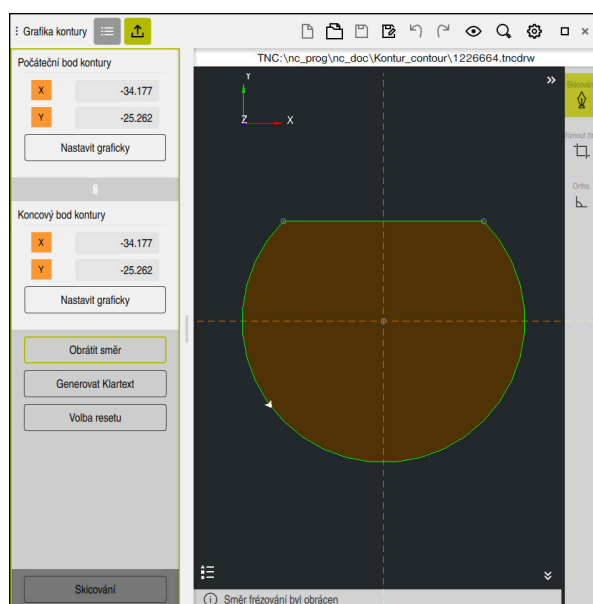 Grafika kontury
TNC:\nc_prog\nc_doc\Kontur_contour\1226664.tncdrw
Počáteční bod kontury
X -34.177
Y -25.262
Nastavit graficky
Koncový bod kontury
X -34.177
Y -25.262
Nastavit graficky
Obrátit směr
Generovat Klartext
Volba resetu
Skicování
Y
Z X
Skicování
Ortho
Směr frézování byl obrácen